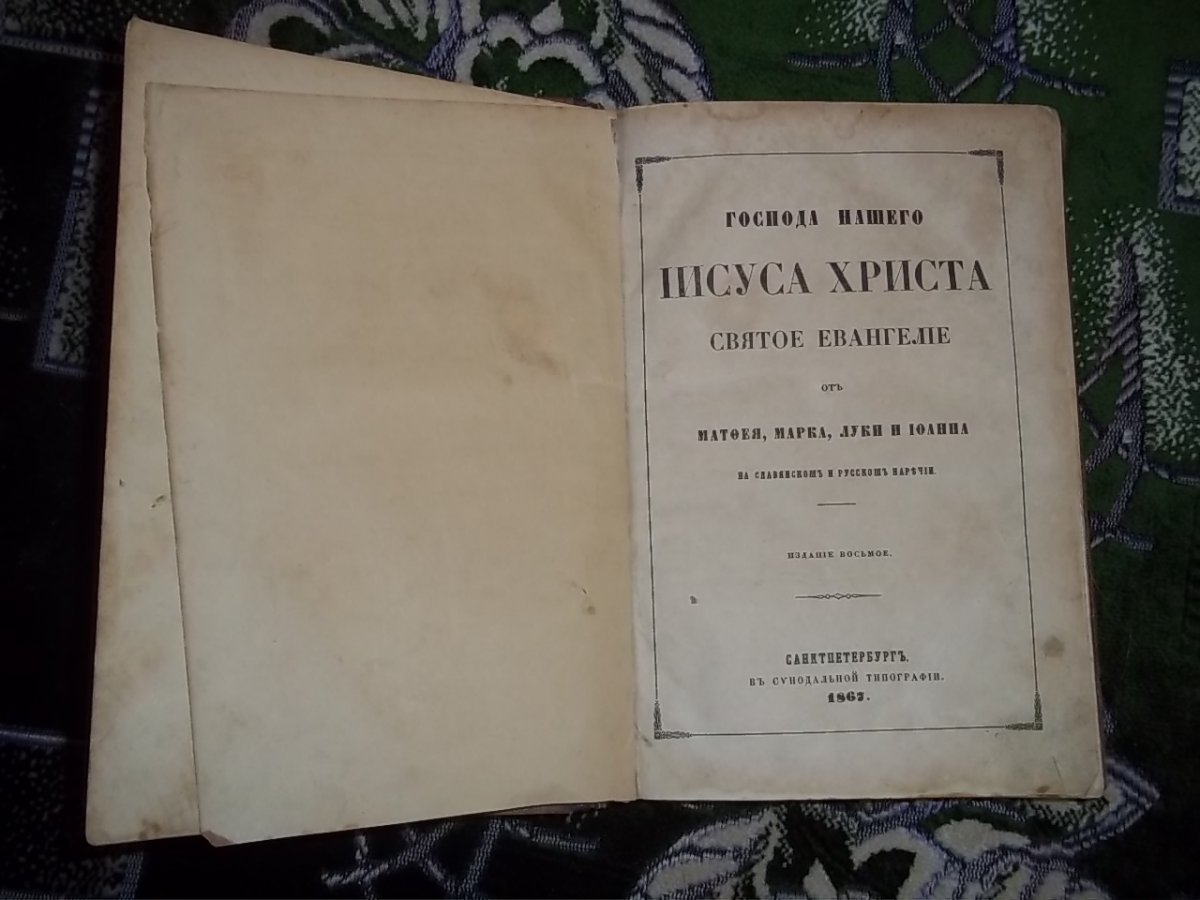 ГОСПОДА НАШЕГО
ІИСУСА ХРИСТА
СВЯТОЕ ЕВАНГЕЛІЕ
отъ
МАТѲЕЯ, МАРКА, ЛУКИ И ІОАННА
НА СЛАВЯНСКОМЪ И РУССКОМЪ НАРѢЧІИ.
ИЗДАНІЕ ВОСЬМОЕ.
САНКТПЕТЕРБУРГЪ.
ВЪ СѴНОДАЛЬНОЙ ТИПОГРАФІИ.
1867.